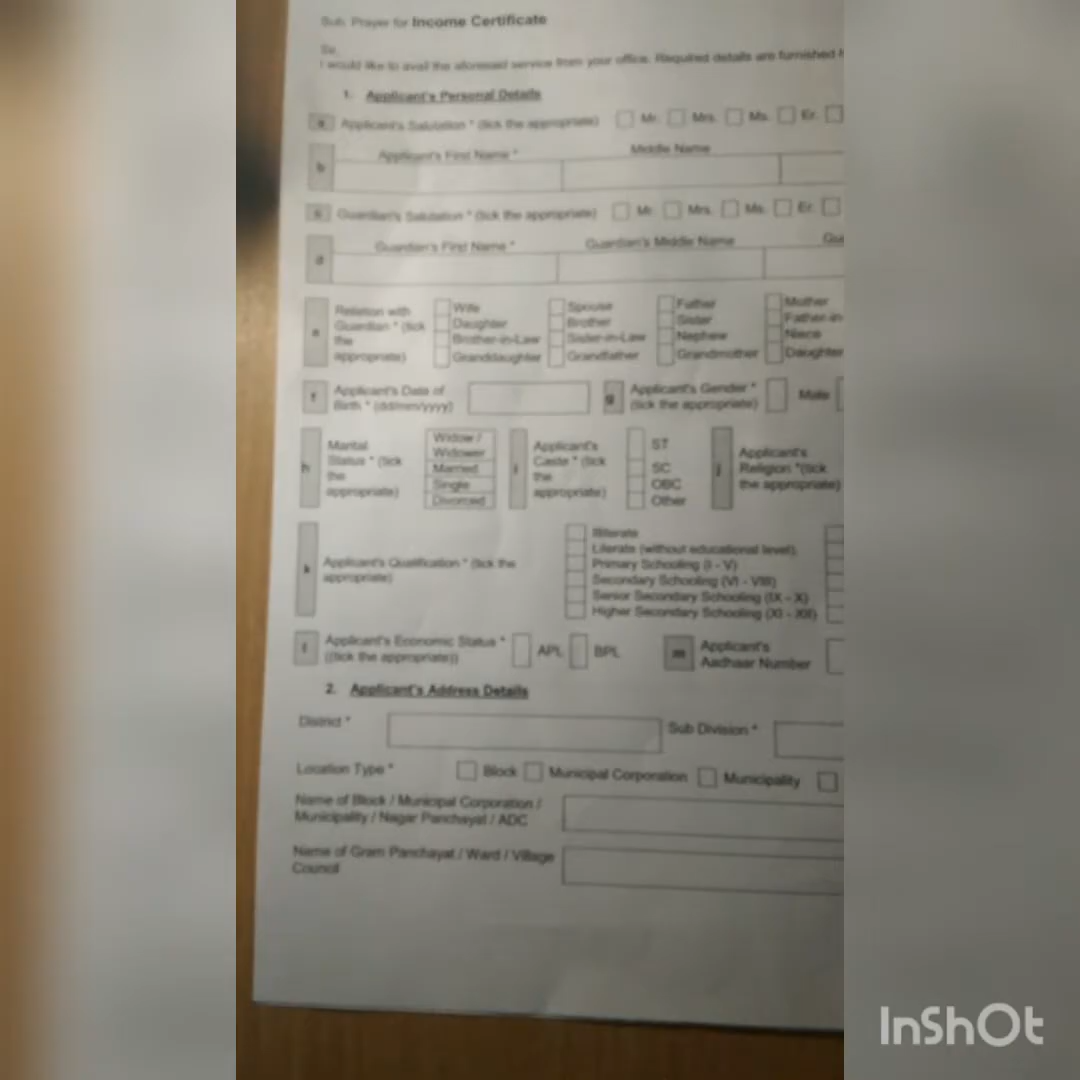 Sub: Prayer for Income Certificate
Sir,
I would like to avail the aforesaid service from your office. Required details are furnished
1. Applicant's Personal Details
a Applicant's Salutation * (tick the appropriate) Mr. Mrs. Ms. Er.
Applicant's First Name * Middle Name
b
c Guardian's Salutation * (tick the appropriate) Mr. Mrs. Ms. Er.
Guardian's First Name * Guardian's Middle Name
d
e Relation with Guardian * (tick the appropriate)
Wife Spouse Father Mother
Daughter Brother Sister Father-in
Brother-in-Law Sister-in-Law Nephew Niece
Granddaughter Grandfather Grandmother Daughter
f Applicant's Date of Birth * (dd/mm/yyyy) g Applicant's Gender * (tick the appropriate) Male
h Marital Status * (tick the appropriate)
Widow / Widower
Married
Single
Divorced
i Applicant's Caste * (tick the appropriate)
ST
SC
OBC
Other
j Applicant's Religion *(tick the appropriate)
k Applicant's Qualification * (tick the appropriate)
Illiterate
Literate (without educational level)
Primary Schooling (I - V)
Secondary Schooling (VI - VIII)
Senior Secondary Schooling (IX - X)
Higher Secondary Schooling (XI - XII)
l Applicant's Economic Status * ((tick the appropriate)) APL BPL m Applicant's Aadhaar Number
2. Applicant's Address Details
District * Sub Division *
Location Type * Block Municipal Corporation Municipality
Name of Block / Municipal Corporation /
Municipality / Nagar Panchayat / ADC
Name of Gram Panchayat / Ward / Village
Council
InShOt